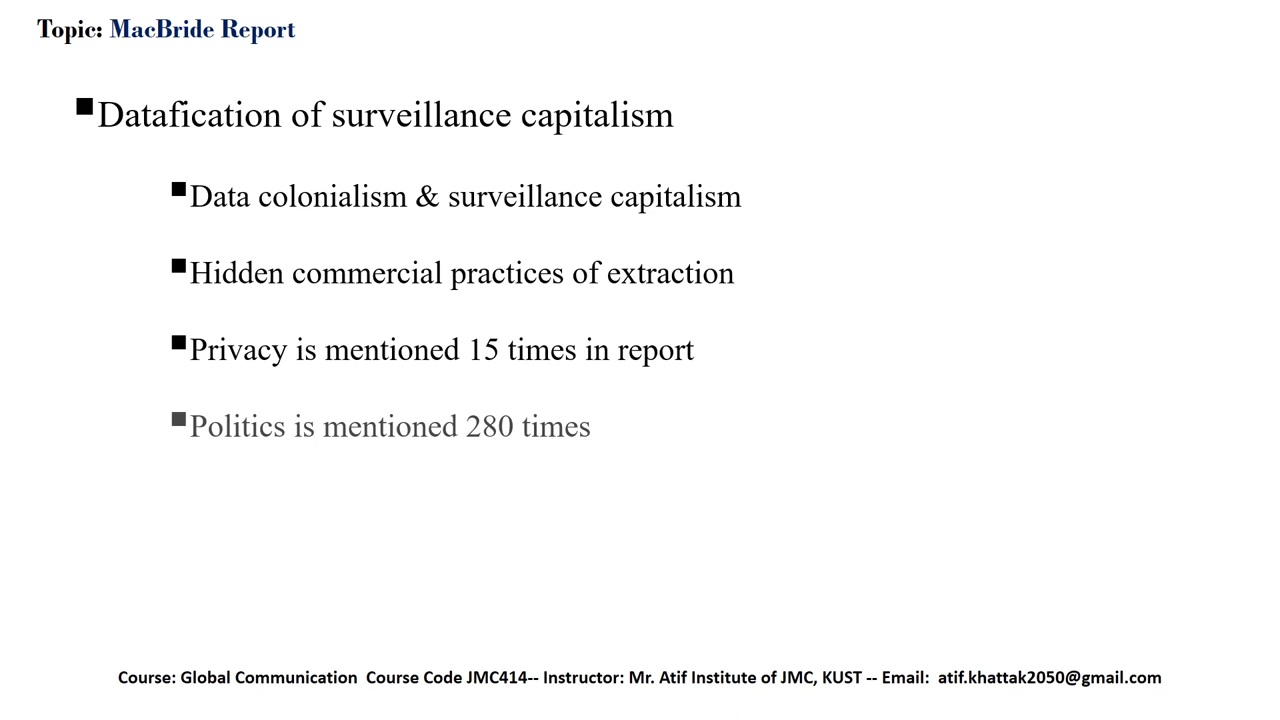 Topic: MacBride Report
Datafication of surveillance capitalism
Data colonialism & surveillance capitalism
Hidden commercial practices of extraction
Privacy is mentioned 15 times in report
Politics is mentioned 280 times
Course: Global Communication  Course Code JMC414-- Instructor: Mr. Atif Institute of JMC, KUST -- Email:  atif.khattak2050@gmail.com